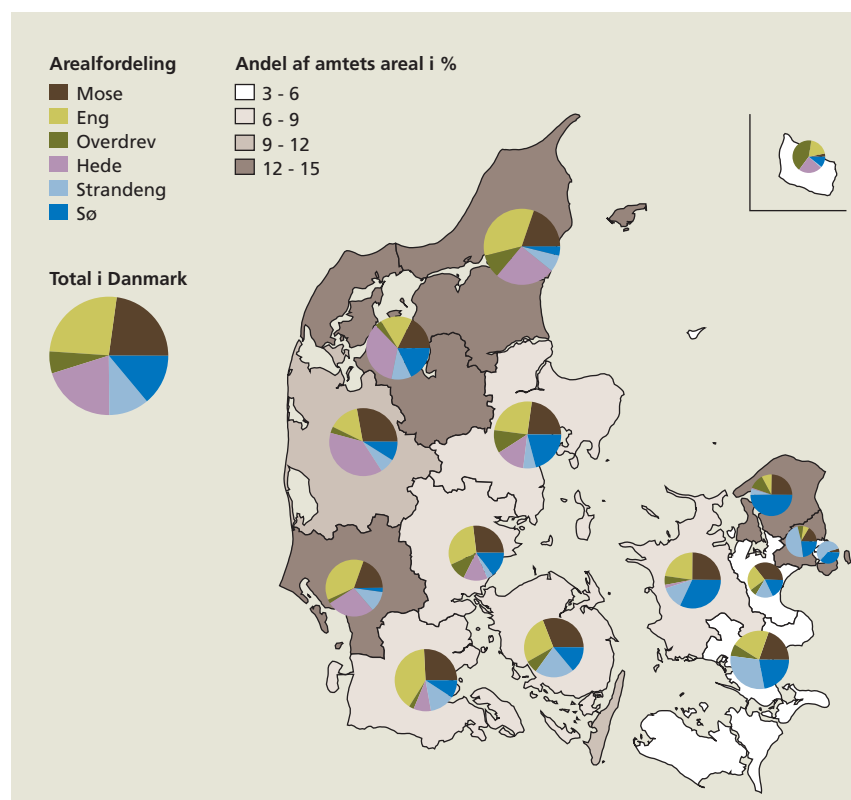 Arealfordeling
Mose
Eng
Overdrev
Hede
Strandeng
Sø
Andel af amtets areal i %
3 - 6
6 - 9
9 - 12
12 - 15
Total i Danmark